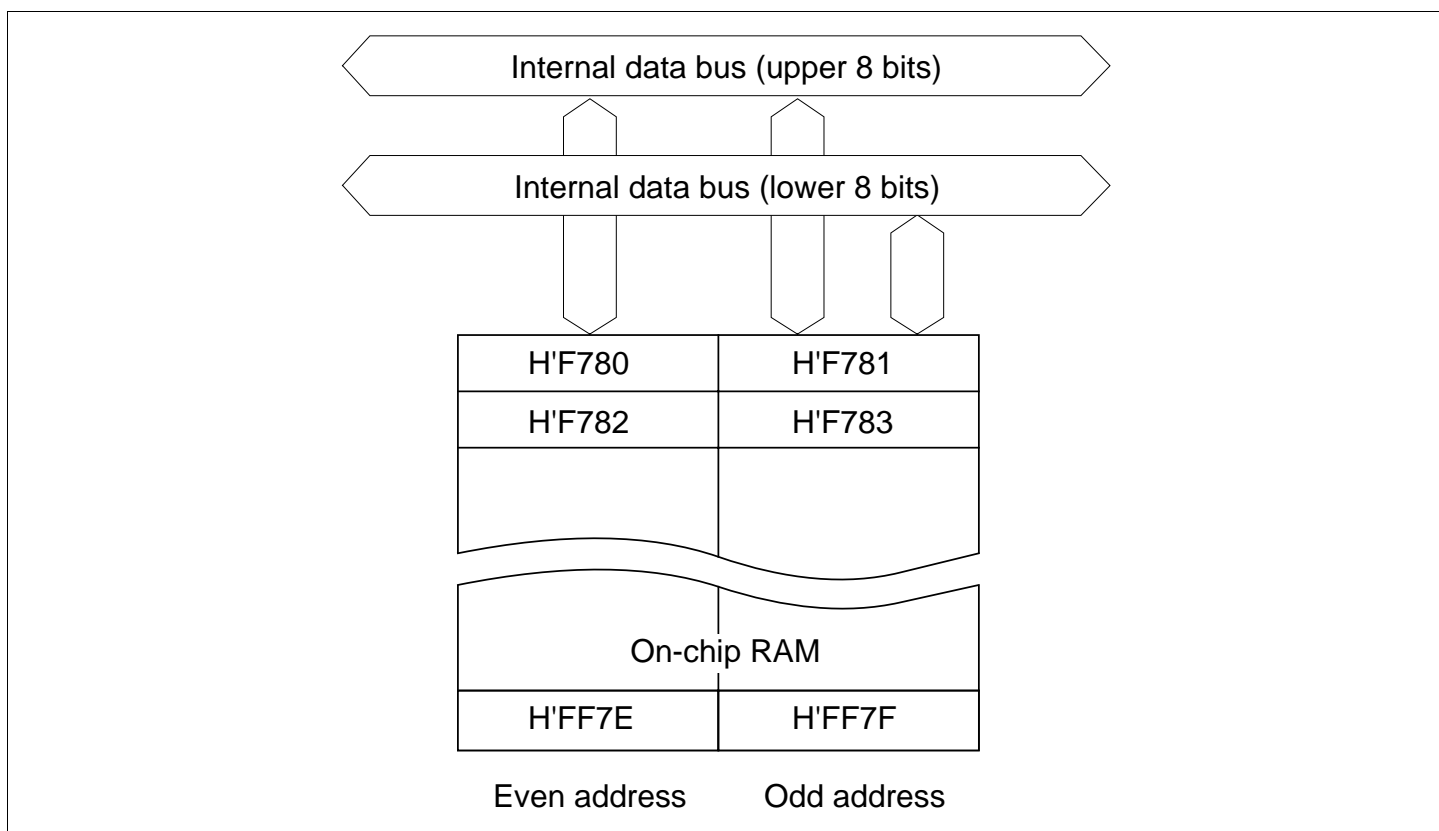 Internal data bus (upper 8 bits)
Internal data bus (lower 8 bits)
H'F780 H'F781
H'F782 H'F783
On-chip RAM
H'FF7E H'FF7F
Even address Odd address